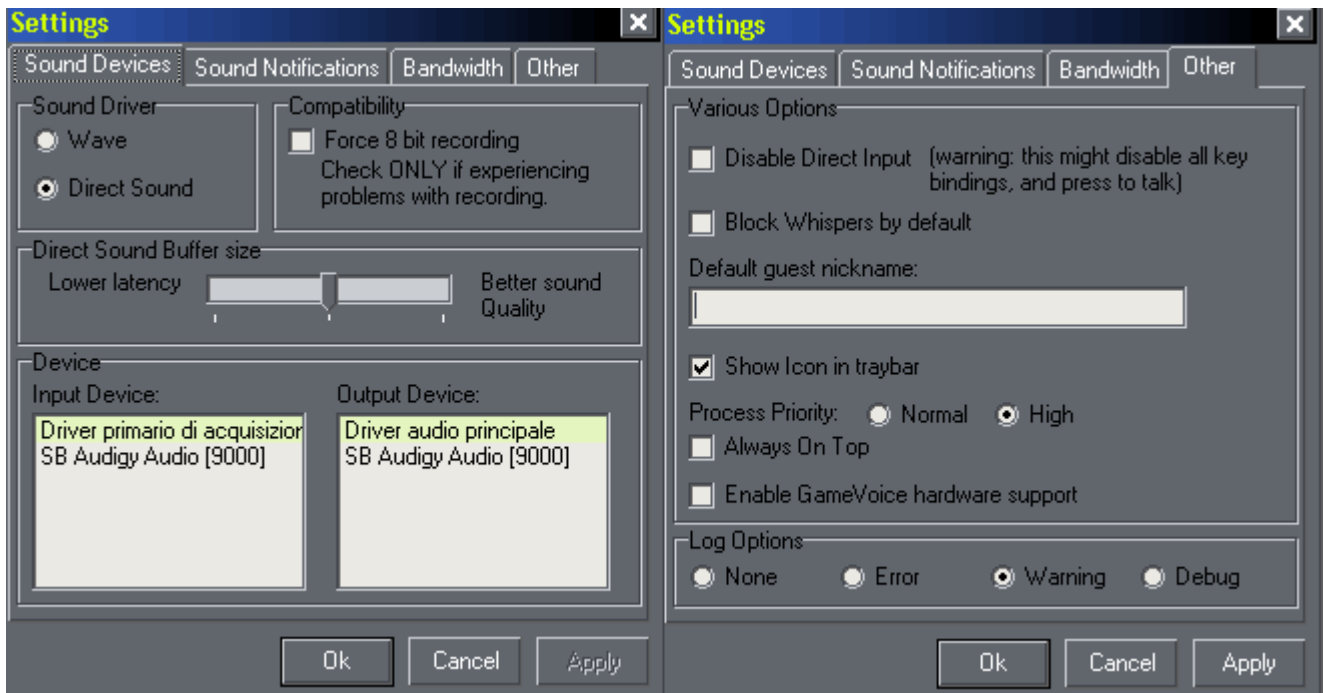 Settings
Sound Devices Sound Notifications Bandwidth Other
Sound Driver
Wave
Direct Sound
Compatibility
Force 8 bit recording
Check ONLY if experiencing
problems with recording.
Direct Sound Buffer size
Lower latency
Better sound
Quality
Device
Input Device:
Driver primario di acquisizior
SB Audigy Audio [9000]
Output Device:
Driver audio principale
SB Audigy Audio [9000]
Ok Cancel Apply
Settings
Sound Devices Sound Notifications Bandwidth Other
Various Options
Disable Direct Input (warning: this might disable all key
bindings, and press to talk)
Block Whispers by default
Default guest nickname:
Show Icon in traybar
Process Priority: Normal High
Always On Top
Enable GameVoice hardware support
Log Options
None Error Warning Debug
Ok Cancel Apply